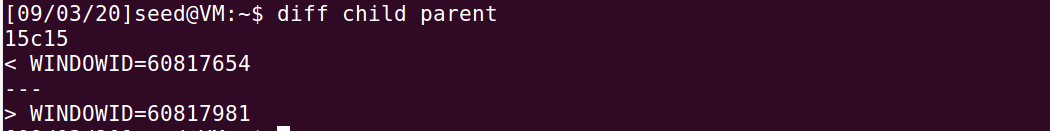 [09/03/20]seed@VM:~$ diff child parent
15c15
< WINDOWID=60817654
---
> WINDOWID=60817981